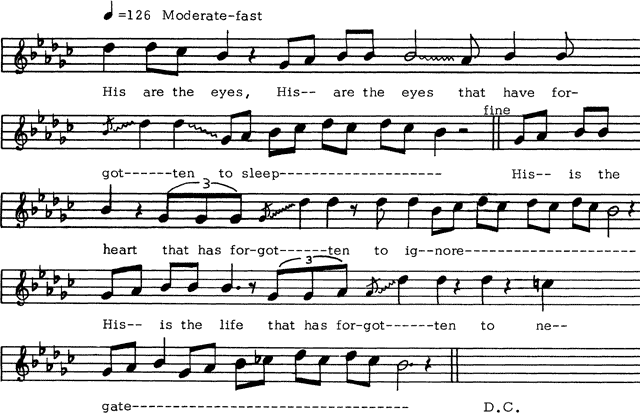 ♩=126 Moderate-fast
His are the eyes, His-- are the eyes that have for-
fine
got------ten to sleep-------------------- His-- is the
3
heart that has for-got------ten to ig-nore---------------------
3
His-- is the life that has for-got------ten to ne--
gate---------------------------------- D.C.